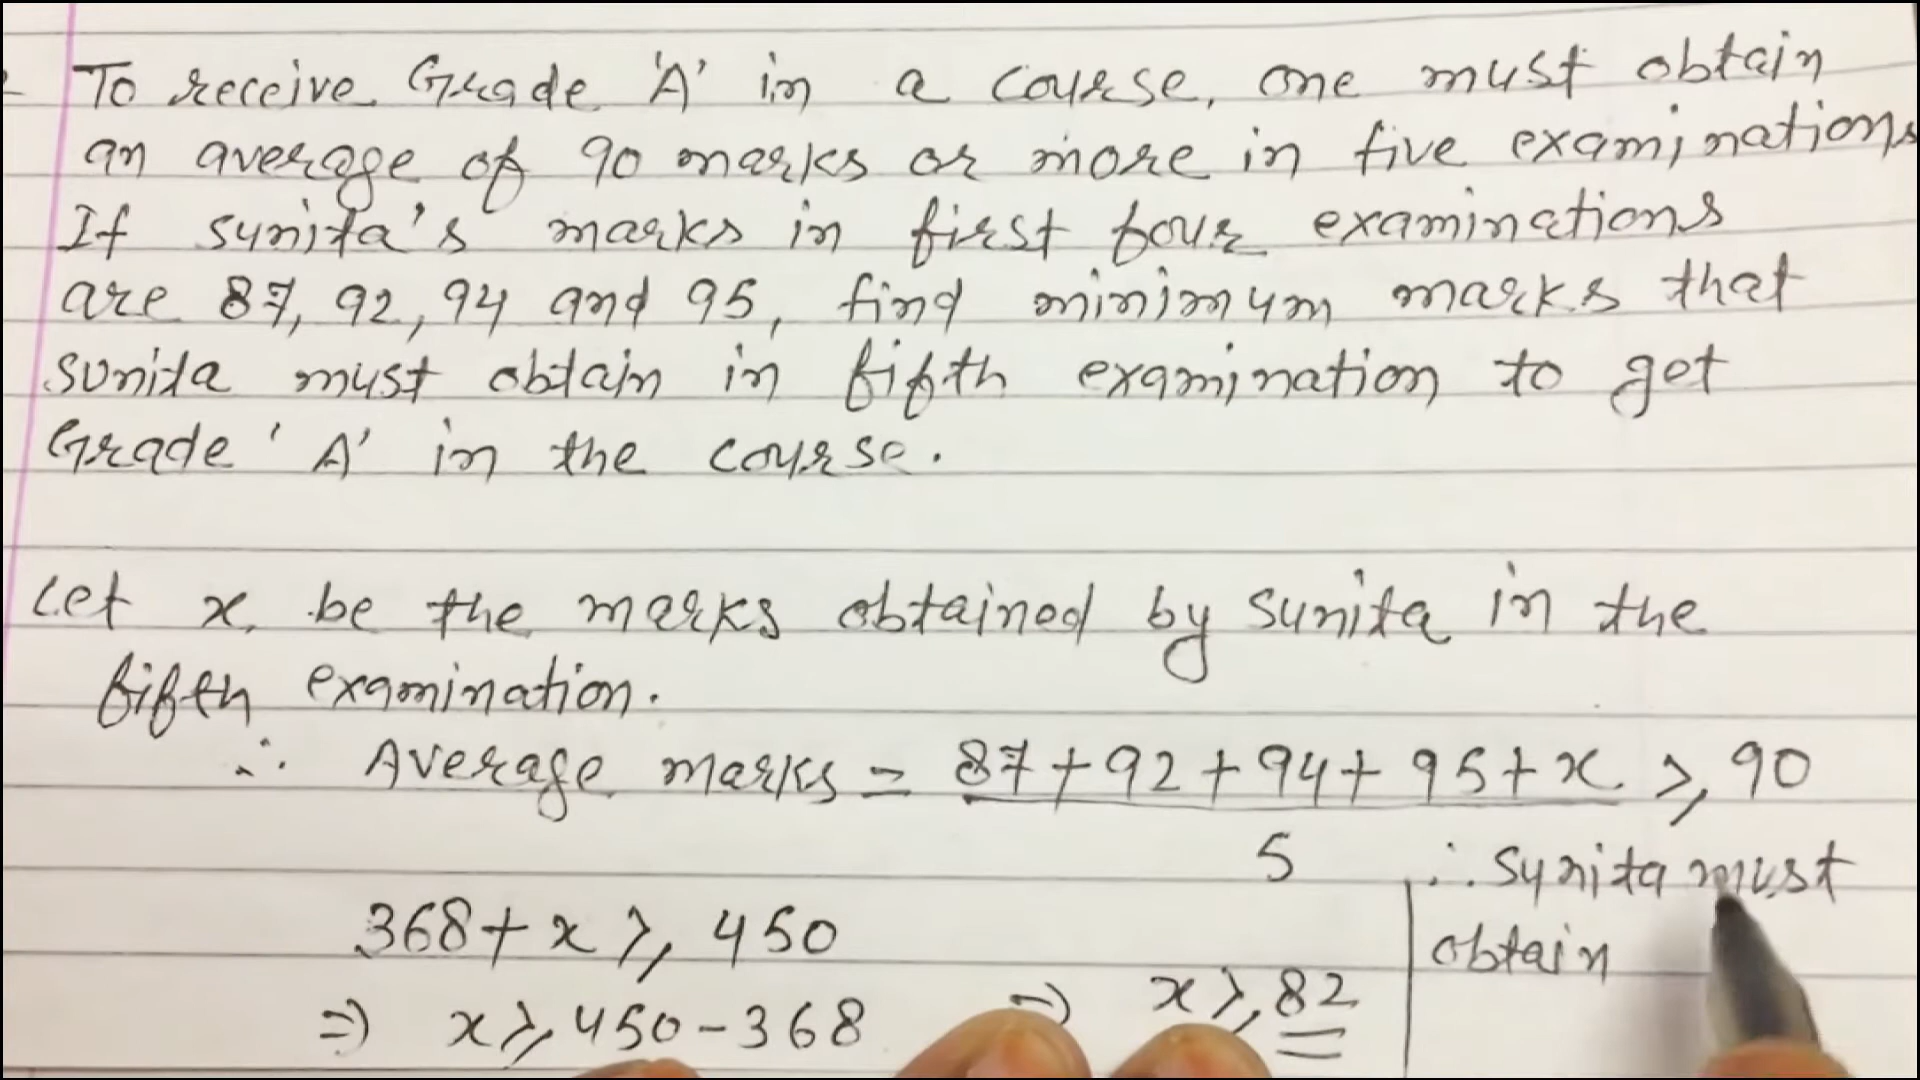 To receive Grade 'A' in a course, one must obtain
an average of 90 marks or more in five examinations
If sunita's marks in first four examinations
are 87, 92, 94 and 95, find minimum marks that
sunita must obtain in fifth examination to get
Grade 'A' in the course.
Let x be the marks obtained by Sunita in the
fifth examination.
∴ Average marks = 87 + 92 + 94 + 95 + x ≥ 90
5
∴ Sunita must
368 + x ≥ 450
obtain
⇒ x ≥ 450 - 368 ⇒ x ≥ 82